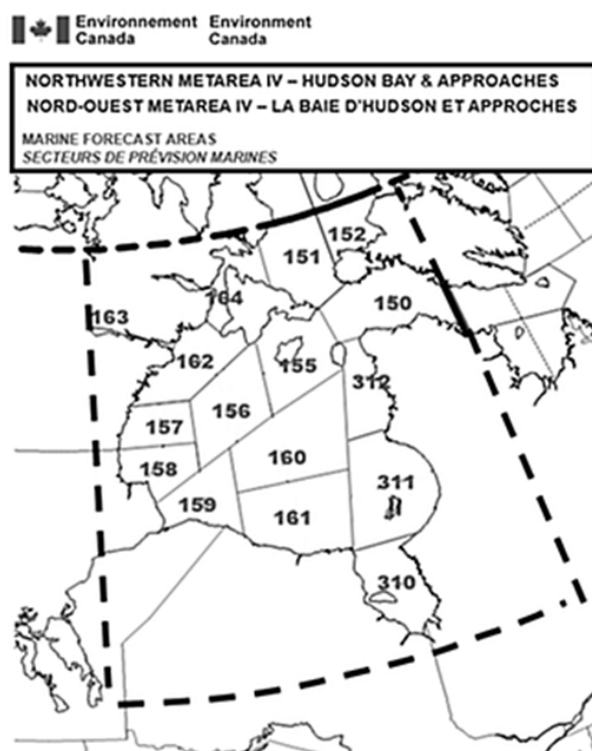 Environnement Environment
Canada Canada
NORTHWESTERN METAREA IV – HUDSON BAY & APPROACHES
NORD-OUEST METAREA IV – LA BAIE D'HUDSON ET APPROCHES
MARINE FORECAST AREAS
SECTEURS DE PRÉVISION MARINES
152
151
164
150
163
162
155
312
156
157
160
158
311
159
161
310